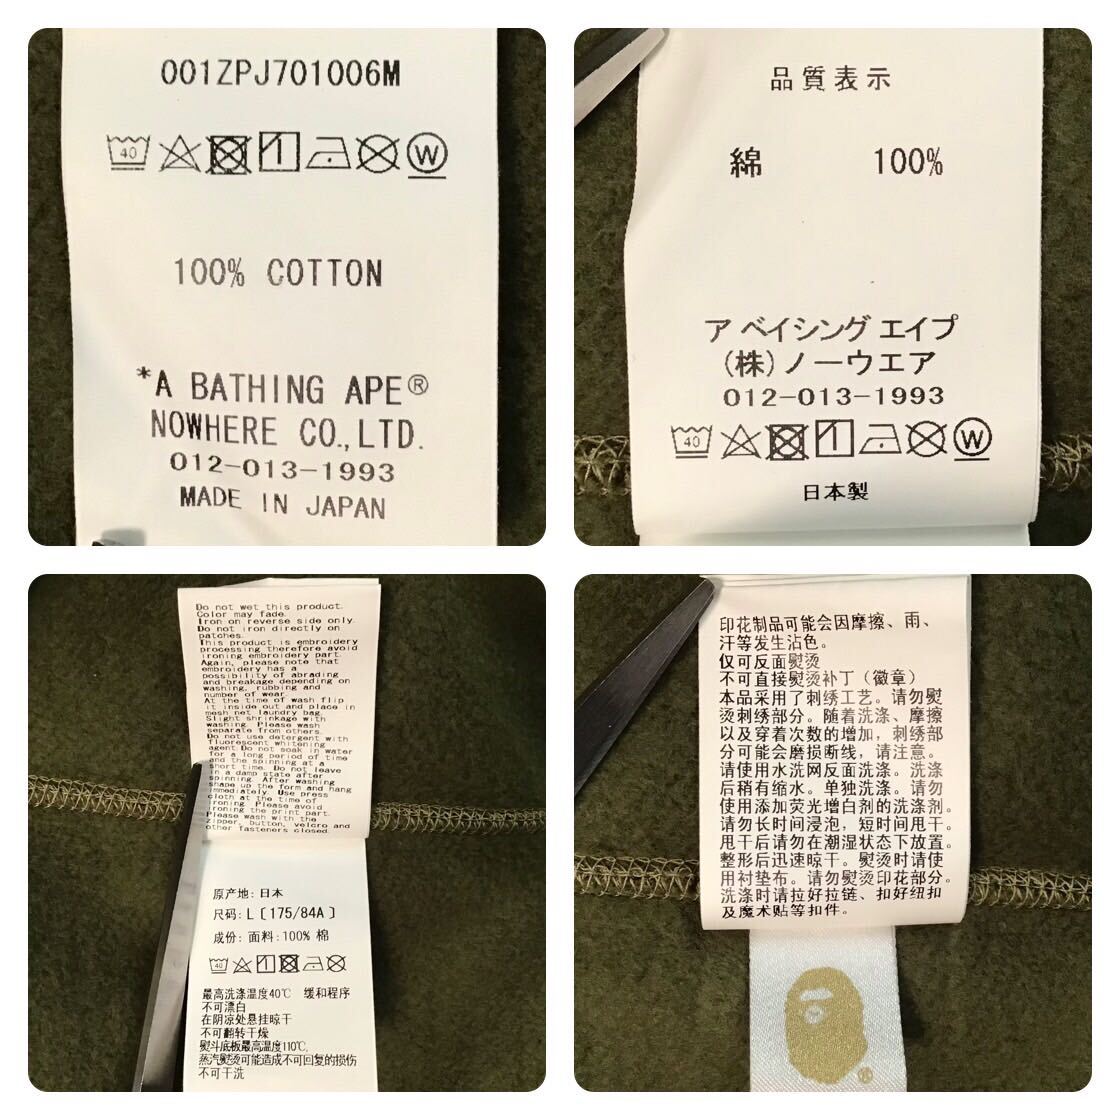 001ZPJ701006M
40 W
100% COTTON
*A BATHING APE®
NOWHERE CO.,LTD.
012-013-1993
MADE IN JAPAN
品質表示
綿 100%
ア ベイシング エイプ
(株)ノーウエア
012-013-1993
40 W
日本製
Do not wet this product.
Color may fade.
Iron on reverse side only.
Do not iron directly on
patches.
This product is embroidery
processing therefore avoid
ironing embroidery part.
Again, please note that
embroidery has a
possibility of abrading
and breakage depending on
washing, rubbing and
number of wear.
At the time of wash flip
it inside out and place in
mesh net laundry bag.
Slight shrinkage with
washing. Please wash
separate from others.
Do not use detergent with
fluorescent whitening
agent Do not soak in water
for a long period of time
and the spinning at a
short time. Do not leave
in a damp state after
spinning. After washing
shape up the form and hang
immediately. Use press
cloth at the time of
ironing. Please avoid
ironing the print part.
Please wash with the
zipper, button, velcro and
other fasteners closed.
原产地: 日本
尺码: L [175/84A]
成份: 面料: 100% 棉
40
最高洗涤温度40℃ 缓和程序
不可漂白
在阴凉处悬挂晾干
不可翻转干燥
熨斗底板最高温度110℃,
蒸汽熨烫可能造成不可回复的损伤
不可干洗
印花制品可能会因摩擦、雨、
汗等发生沾色。
仅可反面熨烫
不可直接熨烫补丁（徽章）
本品采用了刺绣工艺。请勿熨
烫刺绣部分。随着洗涤、摩擦
以及穿着次数的增加，刺绣部
分可能会磨损断线，请注意。
请使用水洗网反面洗涤。洗涤
后稍有缩水。单独洗涤。请勿
使用添加荧光增白剂的洗涤剂。
请勿长时间浸泡，短时间甩干。
甩干后请勿在潮湿状态下放置。
整形后迅速晾干。熨烫时请使
用衬垫布。请勿熨烫印花部分。
洗涤时请拉好拉链、扣好纽扣
及魔术贴等扣件。
®